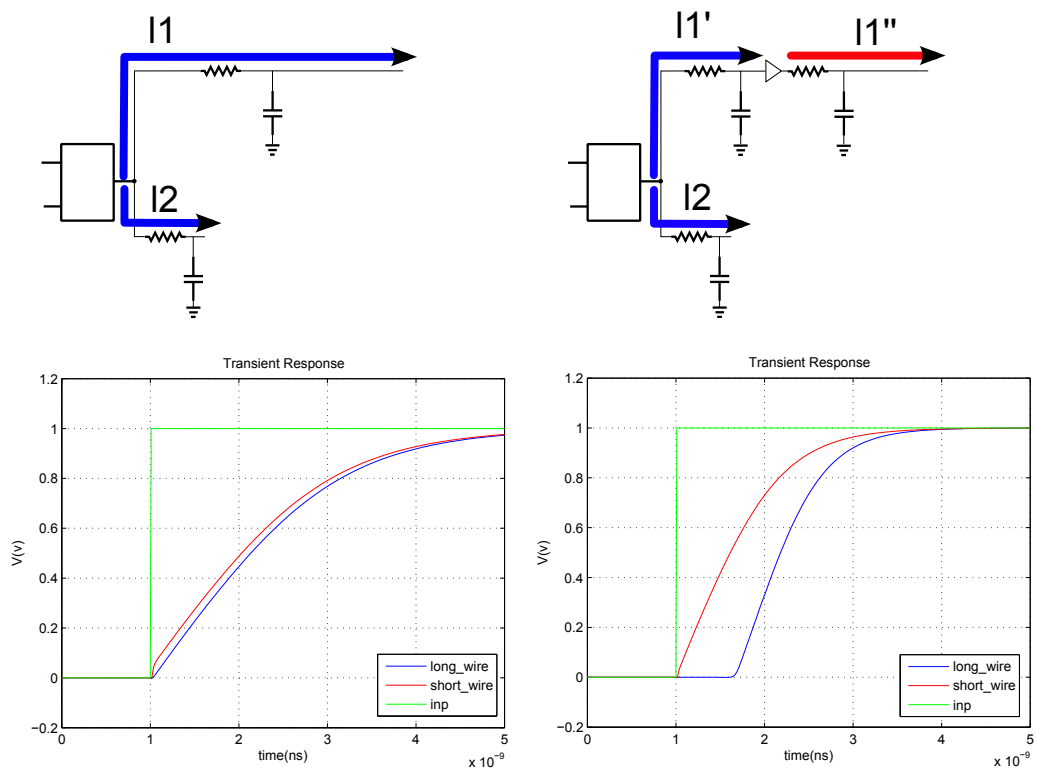 I1
I2
I1'
I1"
I2
Transient Response
1.2
1
0.8
0.6
0.4
0.2
0
−0.2
V(v)
0
1
2
3
4
5
time(ns)
x 10⁻⁹
long_wire
short_wire
inp
Transient Response
1.2
1
0.8
0.6
0.4
0.2
0
−0.2
V(v)
0
1
2
3
4
5
time(ns)
x 10⁻⁹
long_wire
short_wire
inp